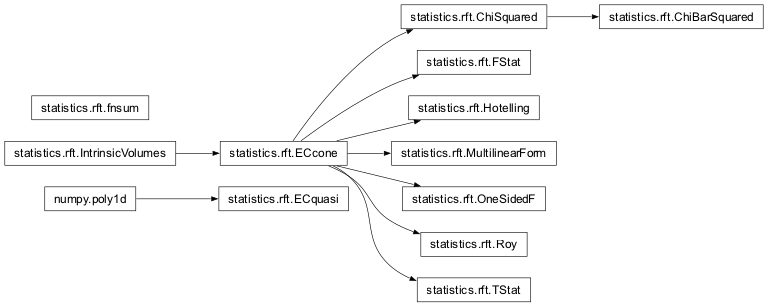 statistics.rft.ChiSquared
statistics.rft.ChiBarSquared
statistics.rft.FStat
statistics.rft.fnsum
statistics.rft.Hotelling
statistics.rft.IntrinsicVolumes
statistics.rft.ECcone
statistics.rft.MultilinearForm
numpy.poly1d
statistics.rft.ECquasi
statistics.rft.OneSidedF
statistics.rft.Roy
statistics.rft.TStat